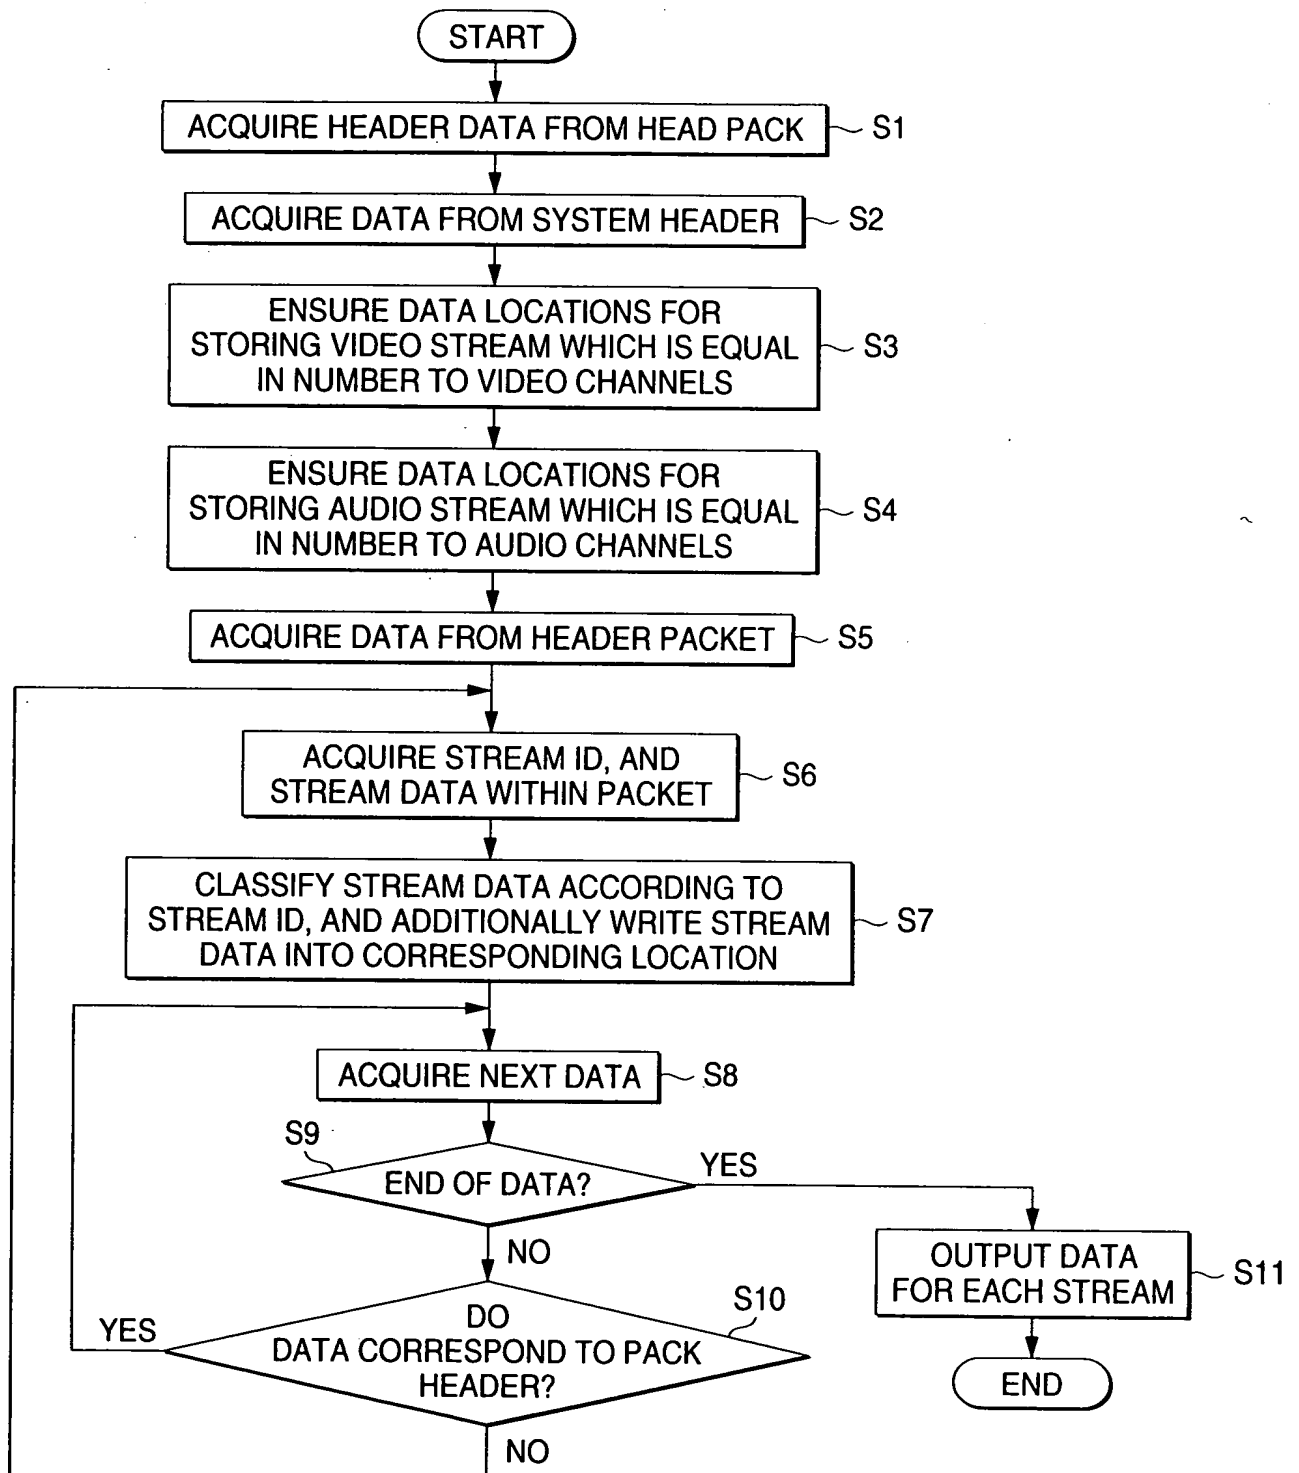 START
ACQUIRE HEADER DATA FROM HEAD PACK
S1
ACQUIRE DATA FROM SYSTEM HEADER
S2
ENSURE DATA LOCATIONS FOR
STORING VIDEO STREAM WHICH IS EQUAL
IN NUMBER TO VIDEO CHANNELS
S3
ENSURE DATA LOCATIONS FOR
STORING AUDIO STREAM WHICH IS EQUAL
IN NUMBER TO AUDIO CHANNELS
S4
ACQUIRE DATA FROM HEADER PACKET
S5
ACQUIRE STREAM ID, AND
STREAM DATA WITHIN PACKET
S6
CLASSIFY STREAM DATA ACCORDING TO
STREAM ID, AND ADDITIONALLY WRITE STREAM
DATA INTO CORRESPONDING LOCATION
S7
ACQUIRE NEXT DATA
S8
S9
END OF DATA?
YES
NO
OUTPUT DATA
FOR EACH STREAM
S11
S10
DO
DATA CORRESPOND TO PACK
HEADER?
YES
NO
END